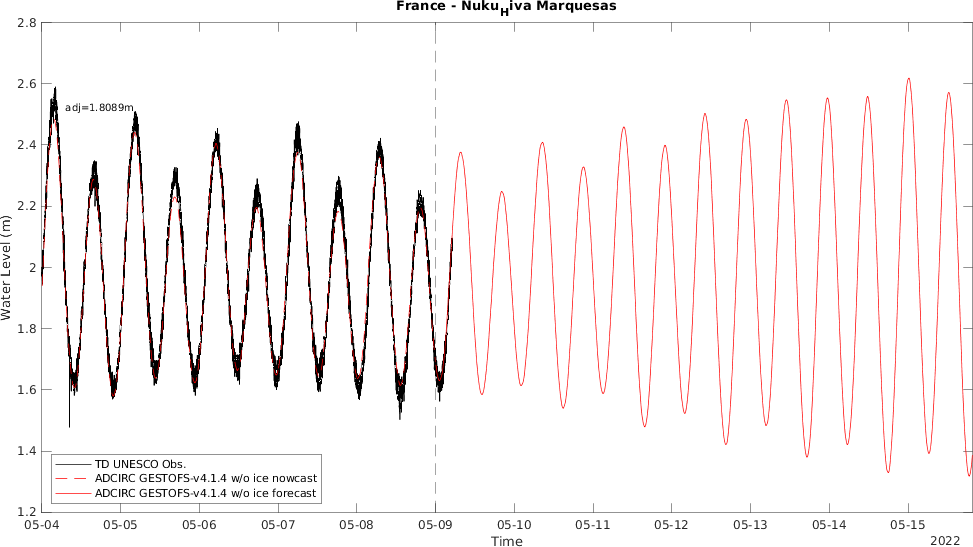 France - Nuku Hiva Marquesas
2.8
2.6
adj=1.8089m
2.4
2.2
2
1.8
1.6
1.4
1.2
Water Level (m)
TD UNESCO Obs.
ADCIRC GESTOFS-v4.1.4 w/o ice nowcast
ADCIRC GESTOFS-v4.1.4 w/o ice forecast
05-04 05-05 05-06 05-07 05-08 05-09 05-10 05-11 05-12 05-13 05-14 05-15
Time
2022